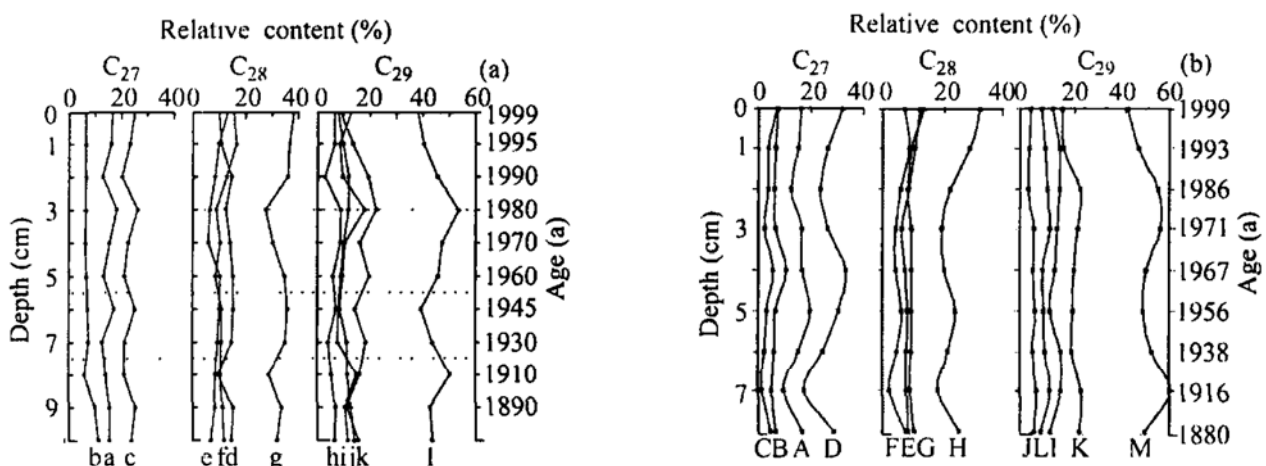 Relative content (%)
C27 C28 C29 (a)
0 20 40 0 20 40 0 20 40 60
0 1999
1 1995
1990
3 1980
1970
5 1960
1945
7 1930
1910
9 1890
Depth (cm)
Age (a)
b a c e f d g h i j k l
Relative content (%)
C27 C28 C29 (b)
0 20 40 0 20 40 20 40 60
0 1999
1 1993
1986
3 1971
1967
5 1956
1938
7 1916
1880
Depth (cm)
Age (a)
C B A D F E G H J L I K M